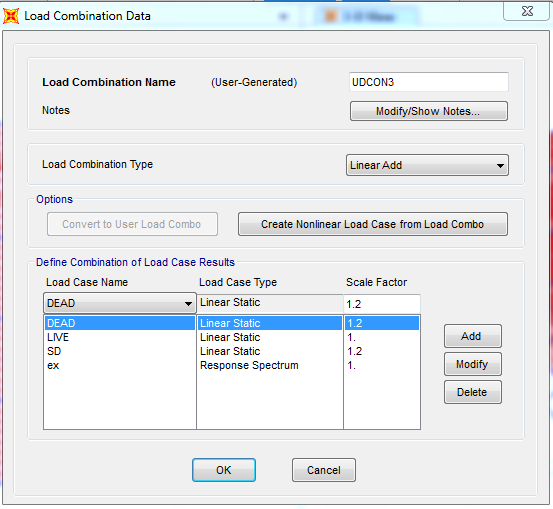 Load Combination Data
Load Combination Name (User-Generated) UDCON3
Notes Modify/Show Notes...
Load Combination Type Linear Add
Options
Convert to User Load Combo Create Nonlinear Load Case from Load Combo
Define Combination of Load Case Results
Load Case Name Load Case Type Scale Factor
DEAD Linear Static 1.2
DEAD Linear Static 1.2
LIVE Linear Static 1.
SD Linear Static 1.2
ex Response Spectrum 1.
Add
Modify
Delete
OK Cancel